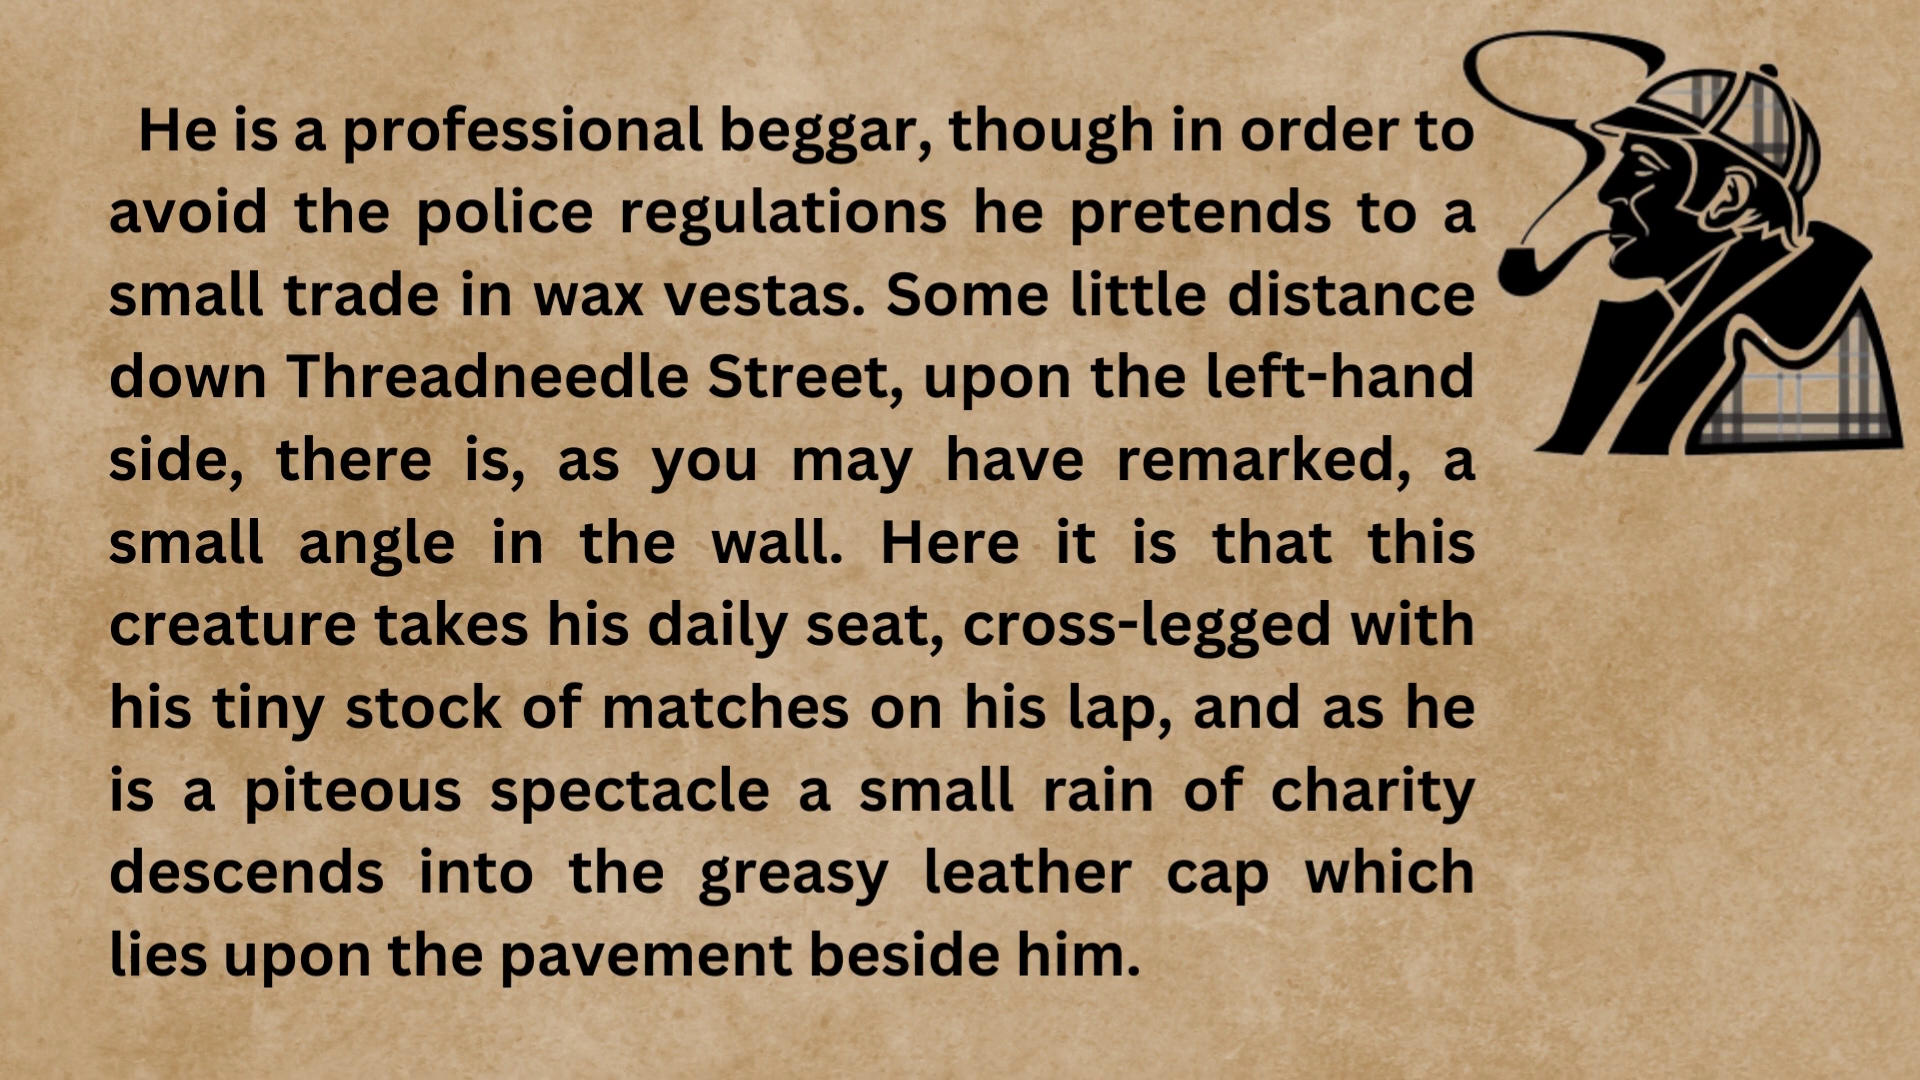 He is a professional beggar, though in order to
avoid the police regulations he pretends to a
small trade in wax vestas. Some little distance
down Threadneedle Street, upon the left-hand
side, there is, as you may have remarked, a
small angle in the wall. Here it is that this
creature takes his daily seat, cross-legged with
his tiny stock of matches on his lap, and as he
is a piteous spectacle a small rain of charity
descends into the greasy leather cap which
lies upon the pavement beside him.